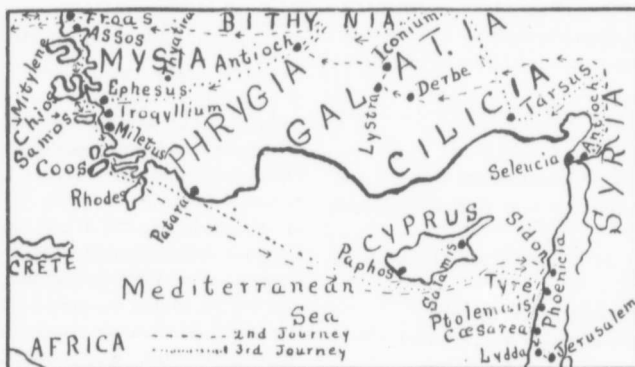 Froas
Assos
BITHYNIA
MYSIA
Thyatira
Antioch
Iconium
GALATIA
Mitylene
Chios
Samos
Ephesus
Trogyllium
Miletus
PHRYGIA
Lystra
Derbe
CILICIA
Tarsus
Antioch
Seleucia
SYRIA
Coos
Rhodes
Patara
CYPRUS
Paphos
Salamis
Sidon
CRETE
Mediterranean
Sea
Tyre
Phoenicia
Ptolemais
Cæsarea
Lydda
Jerusalem
AFRICA
2nd Journey
3rd Journey